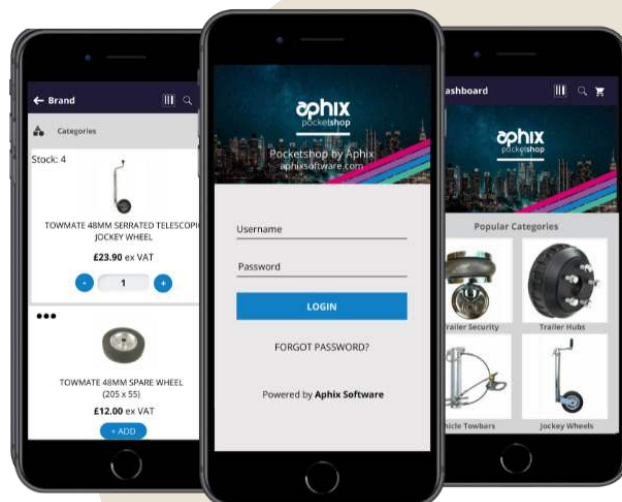 ← Brand
Categories
Stock: 4
TOWMATE 48MM SERRATED TELESCOPIC
JOCKEY WHEEL
£23.90 ex VAT
- 1 +
TOWMATE 48MM SPARE WHEEL
(205 x 55)
£12.00 ex VAT
+ ADD
aphix
pocketshop
Pocketshop by Aphix
aphixsoftware.com
Username
Password
LOGIN
FORGOT PASSWORD?
Powered by Aphix Software
ashboard
aphix
pocketshop
Popular Categories
railer Security
Trailer Hubs
hicle Towbars
Jockey Wheels